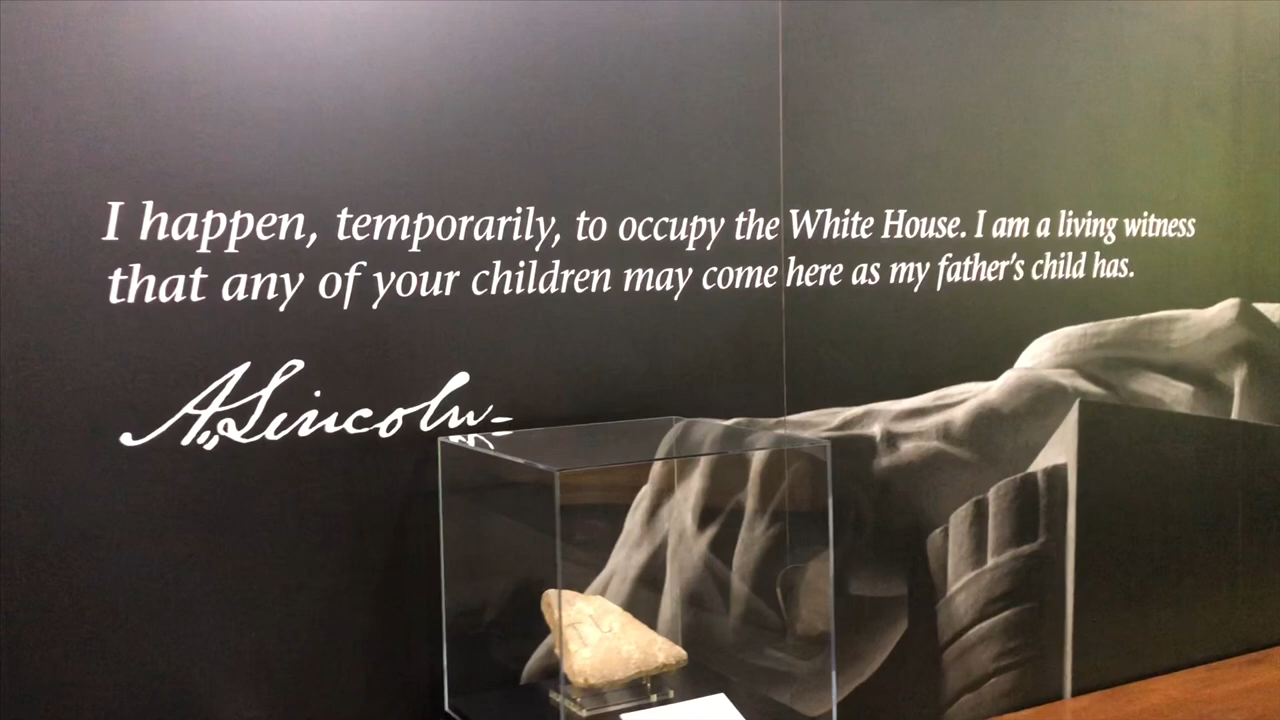 I happen, temporarily, to occupy the White House. I am a living witness
that any of your children may come here as my father's child has.
A. Lincoln
TL